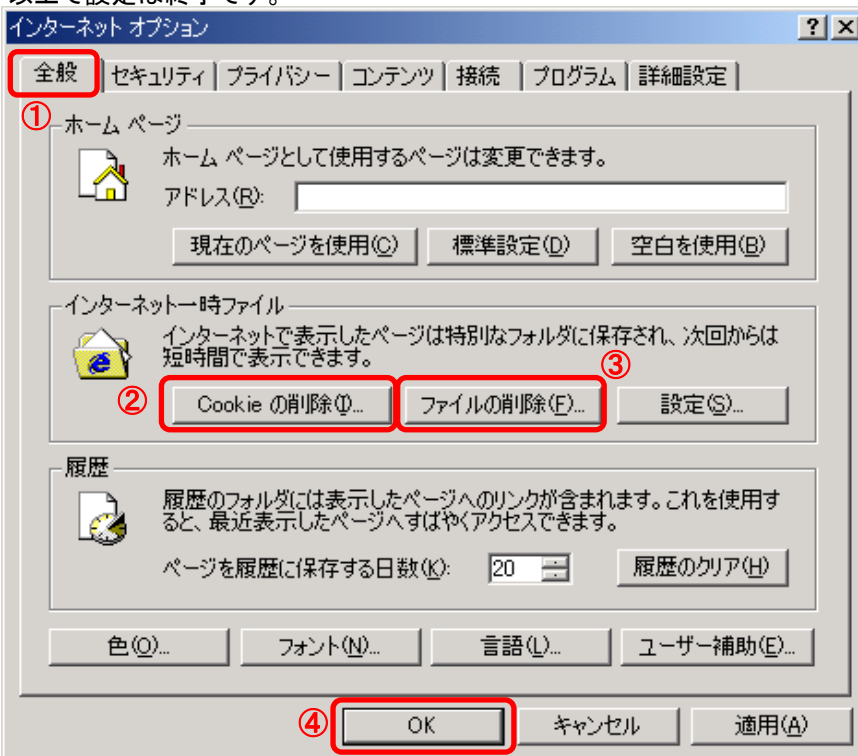 以上で設定は終了です。
インターネット オプション
全般 セキュリティ プライバシー コンテンツ 接続 プログラム 詳細設定
①
ホーム ページ
ホーム ページとして使用するページは変更できます。
アドレス(R):
現在のページを使用(C) 標準設定(D) 空白を使用(B)
インターネット一時ファイル
インターネットで表示したページは特別なフォルダに保存され、次回からは
短時間で表示できます。
③
② Cookie の削除(I)... ファイルの削除(F)... 設定(S)...
履歴
履歴のフォルダには表示したページへのリンクが含まれます。これを使用す
ると、最近表示したページへすばやくアクセスできます。
ページを履歴に保存する日数(K): 20 履歴のクリア(H)
色(O)... フォント(N)... 言語(L)... ユーザー補助(E)...
④ OK キャンセル 適用(A)